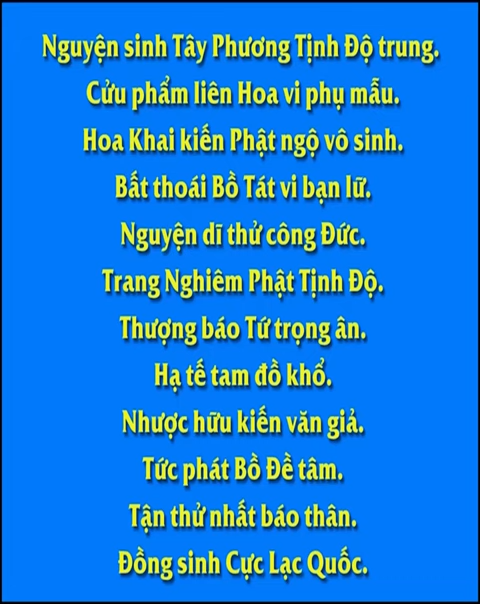 Nguyện sinh Tây Phương Tịnh Độ trung.
Cửu phẩm liên Hoa vi phụ mẫu.
Hoa Khai kiến Phật ngộ vô sinh.
Bất thoái Bồ Tát vi bạn lữ.
Nguyện dĩ thử công Đức.
Trang Nghiêm Phật Tịnh Độ.
Thượng báo Tứ trọng ân.
Hạ tế tam đồ khổ.
Nhược hữu kiến văn giả.
Tức phát Bồ Đề tâm.
Tận thử nhất báo thân.
Đồng sinh Cực Lạc Quốc.